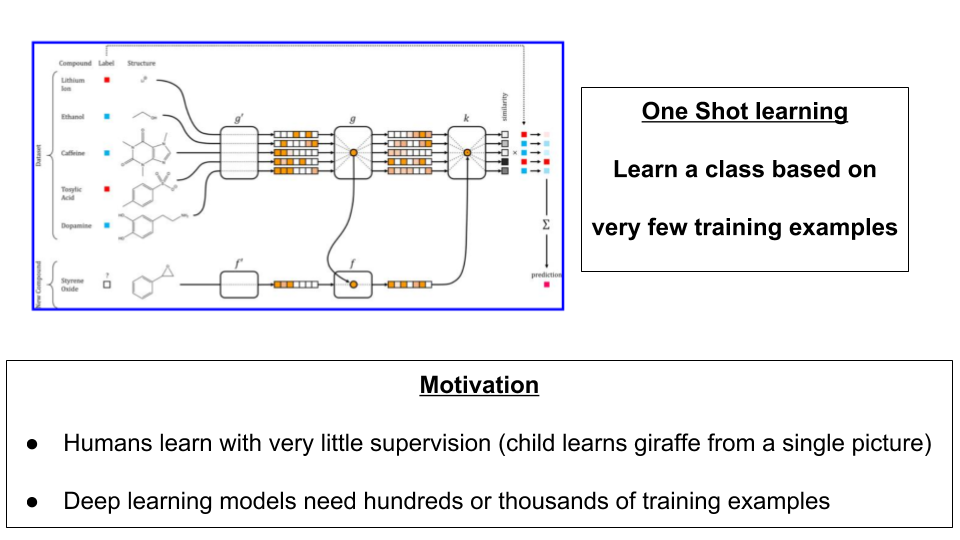 Compound Label Structure
Lithium
Ion
Ethanol
Caffeine
Tosylic
Acid
Dopamine
Dataset
g'
g
k
similarity
×
Σ
prediction
New Compound
Styrene
Oxide
?
f'
f
One Shot learning
Learn a class based on
very few training examples
Motivation
● Humans learn with very little supervision (child learns giraffe from a single picture)
● Deep learning models need hundreds or thousands of training examples